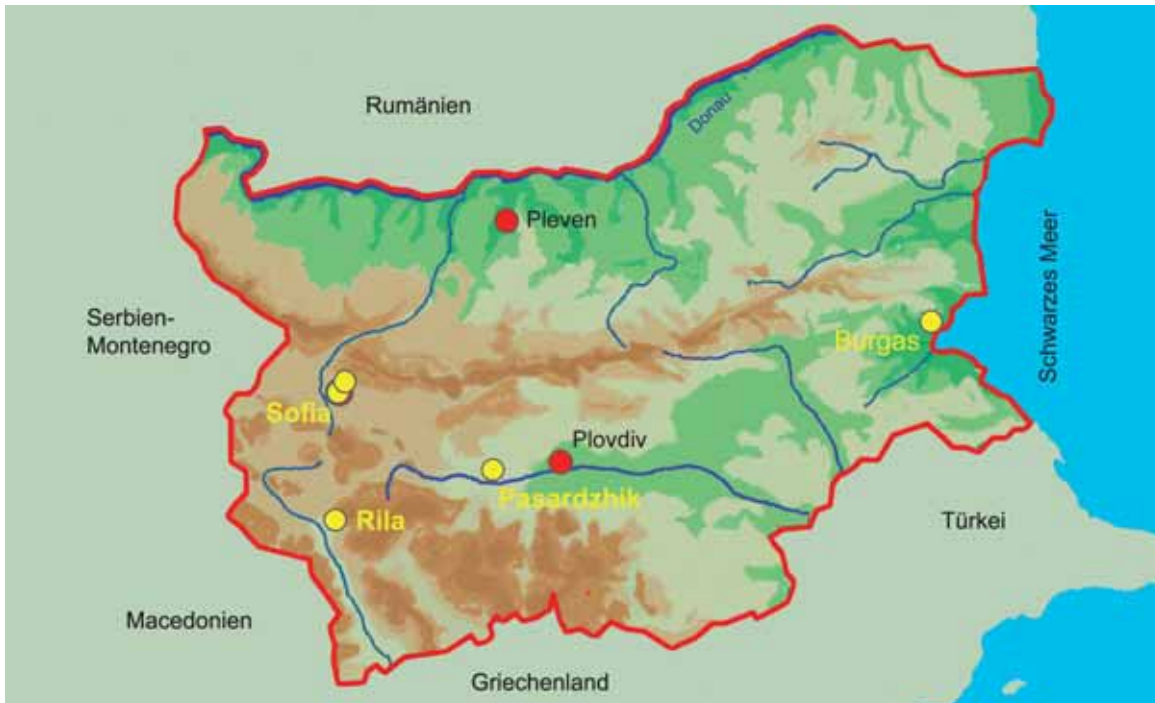 Rumänien
Donau
Pleven
Serbien-
Montenegro
Schwarzes Meer
Burgas
Sofia
Plovdiv
Pasardzhik
Rila
Türkei
Macedonien
Griechenland